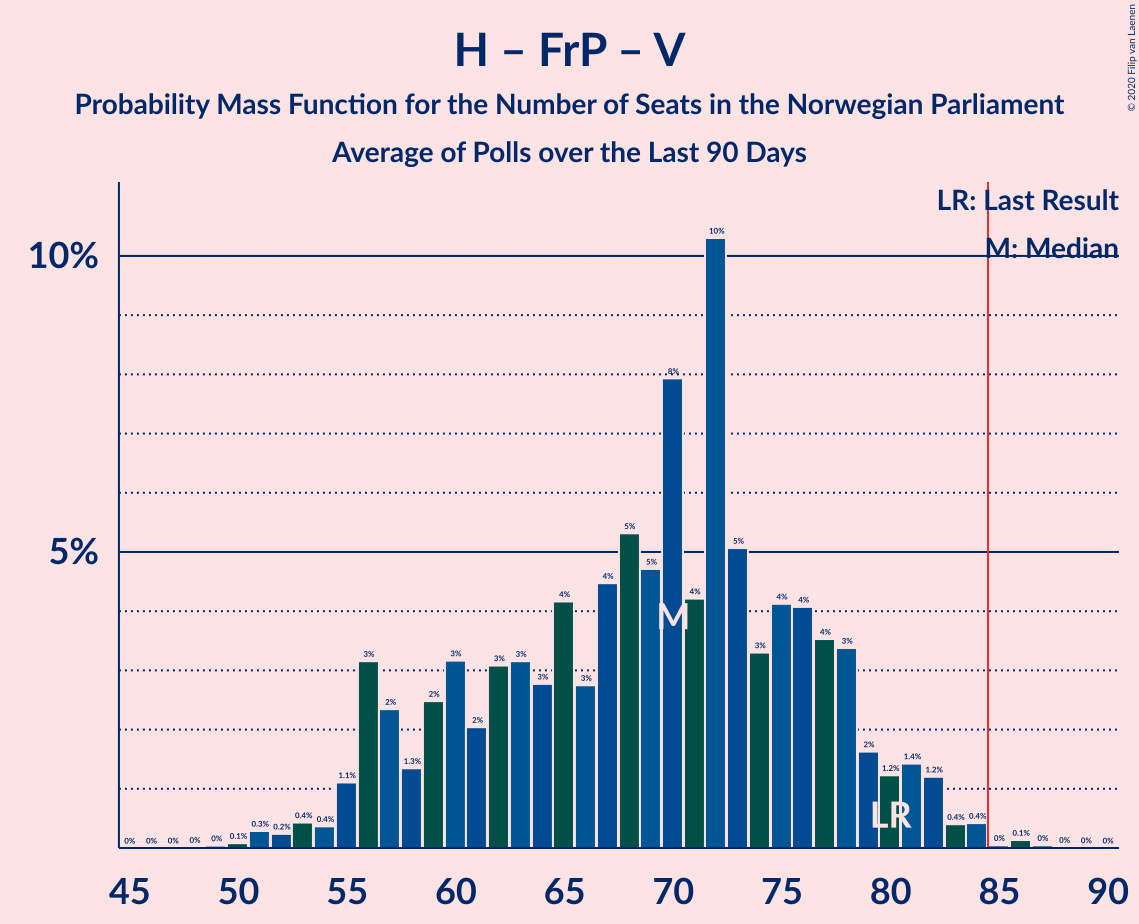 H – FrP – V
Probability Mass Function for the Number of Seats in the Norwegian Parliament
Average of Polls over the Last 90 Days
© 2020 Filip van Laenen
LR: Last Result
M: Median
10%
5%
0% 0% 0% 0% 0% 0.1% 0.3% 0.2% 0.4% 0.4% 1.1% 3% 2% 1.3% 2% 3% 2% 3% 3% 3% 4% 3% 4% 5% 5% 8% 4% 10% 5% 3% 4% 4% 4% 3% 2% 1.2% 1.4% 1.2% 0.4% 0.4% 0% 0.1% 0% 0% 0% 0%
M
LR
45 50 55 60 65 70 75 80 85 90